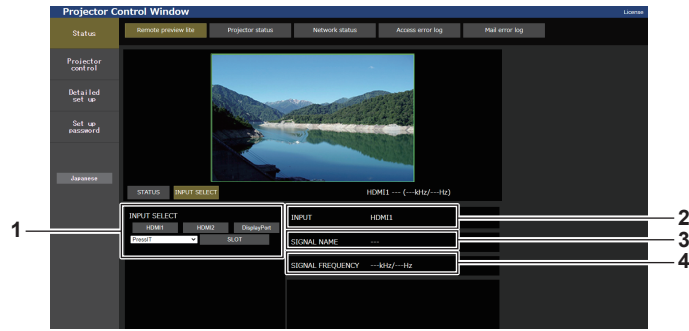 Projector Control Window
License
Status
Remote preview lite
Projector status
Network status
Access error log
Mail error log
Projector
control
Detailed
set up
Set up
password
Japanese
STATUS
INPUT SELECT
HDMI1 --- (---kHz/---Hz)
1
INPUT SELECT
HDMI1
HDMI2
DisplayPort
PressIT
SLOT
INPUT HDMI1
2
SIGNAL NAME ---
3
SIGNAL FREQUENCY ---kHz/---Hz
4